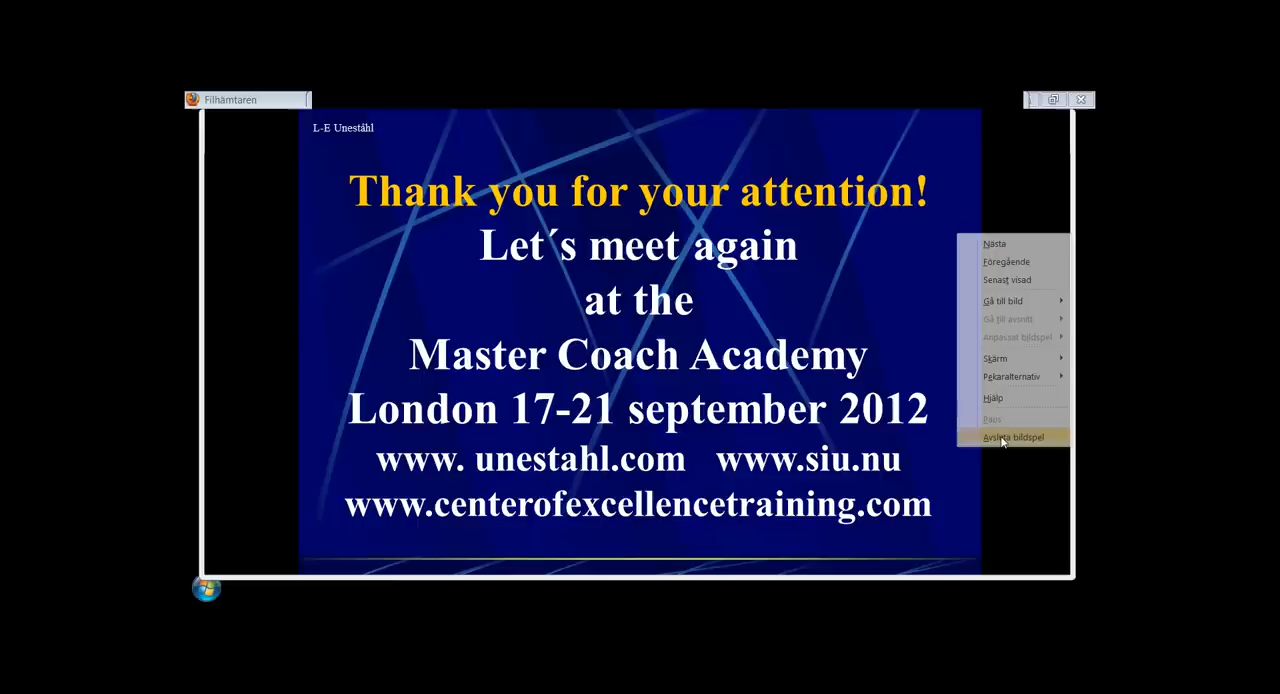 Filhämtaren
L-E Uneståhl
Thank you for your attention!
Let´s meet again
at the
Master Coach Academy
London 17-21 september 2012
www. unestahl.com www.siu.nu
www.centerofexcellencetraining.com
Nästa
Föregående
Senast visad
Gå till bild
Gå till avsnitt
Anpassat bildspel
Skärm
Pekaralternativ
Hjälp
Paus
Avsluta bildspel